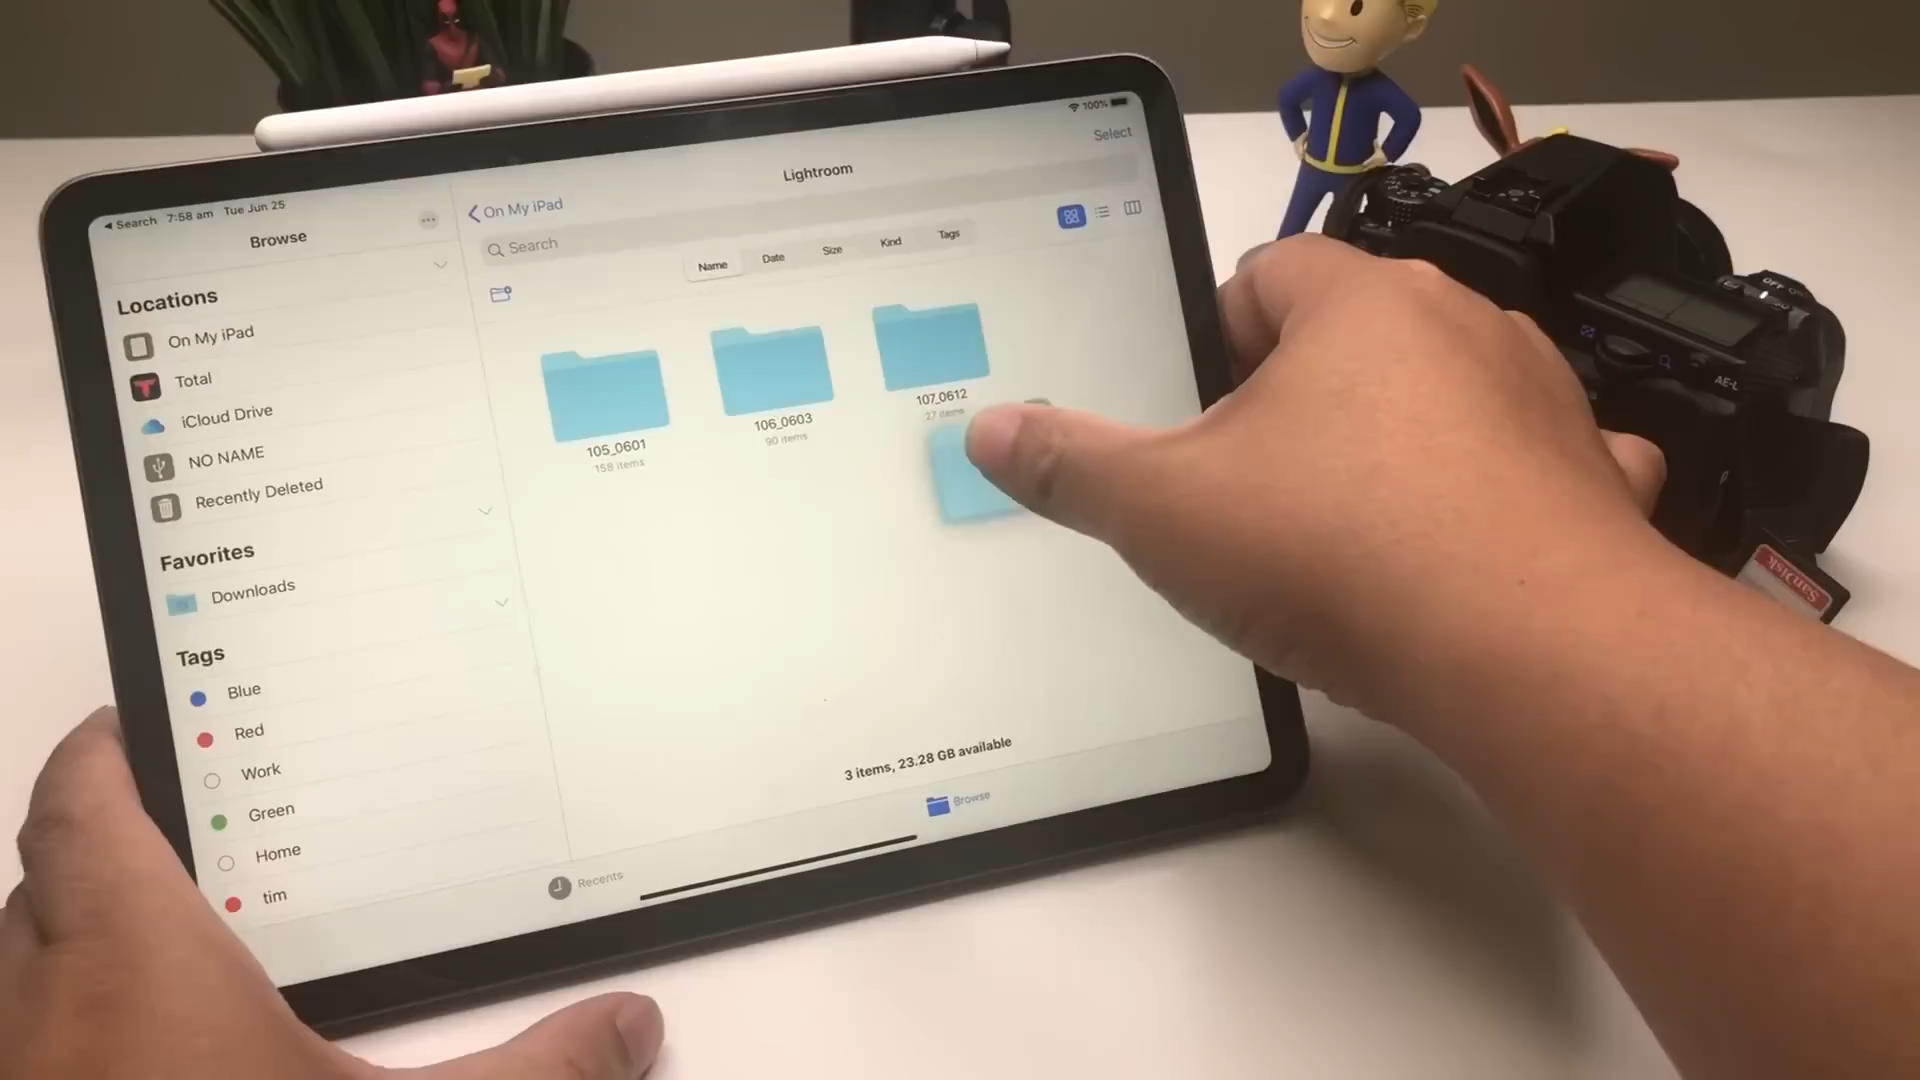 Search 7:58 am Tue Jun 25
100%
Browse
Locations
On My iPad
Total
iCloud Drive
NO NAME
Recently Deleted
Favorites
Downloads
Tags
Blue
Red
Work
Green
Home
tim
On My iPad
Lightroom
Select
Search
Name Date Size Kind Tags
105_0601
158 items
106_0603
90 items
107_0612
27 items
3 items, 23.28 GB available
Recents
Browse
OFF
AE-L
SanDisk